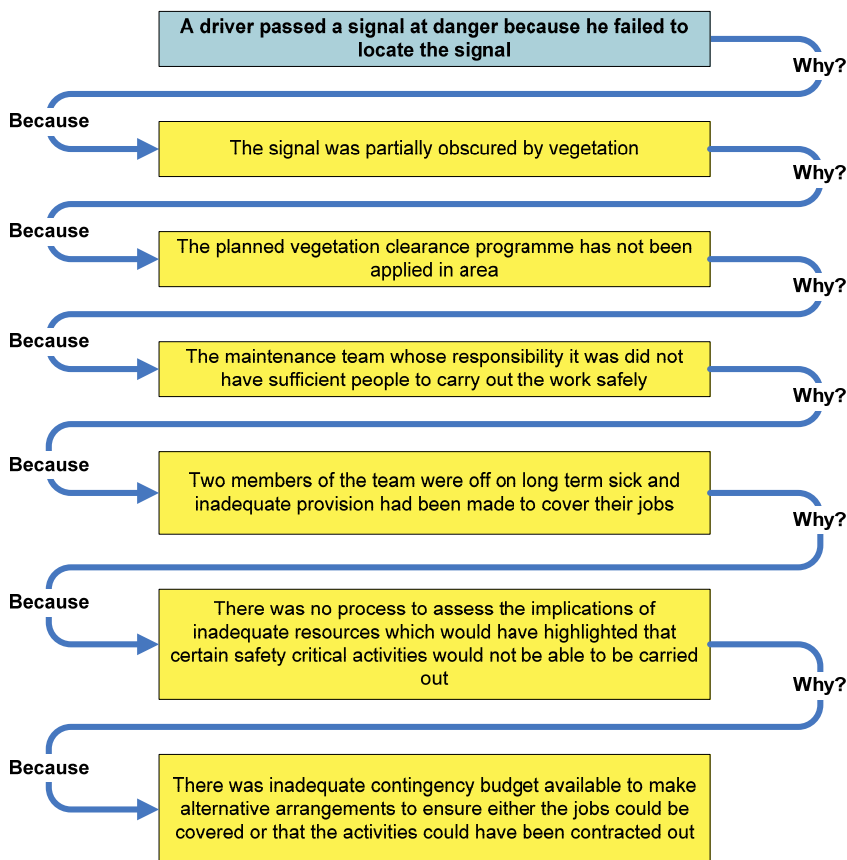 A driver passed a signal at danger because he failed to
locate the signal
Why?
Because
The signal was partially obscured by vegetation
Why?
Because
The planned vegetation clearance programme has not been
applied in area
Why?
Because
The maintenance team whose responsibility it was did not
have sufficient people to carry out the work safely
Why?
Because
Two members of the team were off on long term sick and
inadequate provision had been made to cover their jobs
Why?
Because
There was no process to assess the implications of
inadequate resources which would have highlighted that
certain safety critical activities would not be able to be carried
out
Why?
Because
There was inadequate contingency budget available to make
alternative arrangements to ensure either the jobs could be
covered or that the activities could have been contracted out